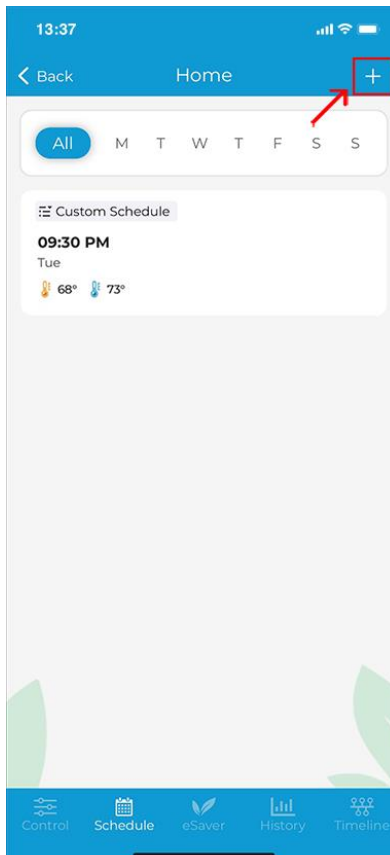 13:37
Back Home +
All M T W T F S S
Custom Schedule
09:30 PM
Tue
68° 73°
Control Schedule eSaver History Timeline